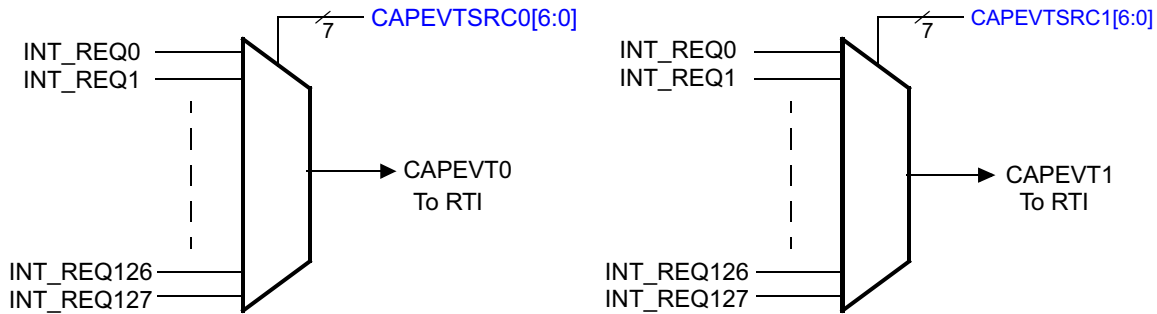 CAPEVTSRC0[6:0]
7
INT_REQ0
INT_REQ1
CAPEVT0
To RTI
INT_REQ126
INT_REQ127
CAPEVTSRC1[6:0]
7
INT_REQ0
INT_REQ1
CAPEVT1
To RTI
INT_REQ126
INT_REQ127